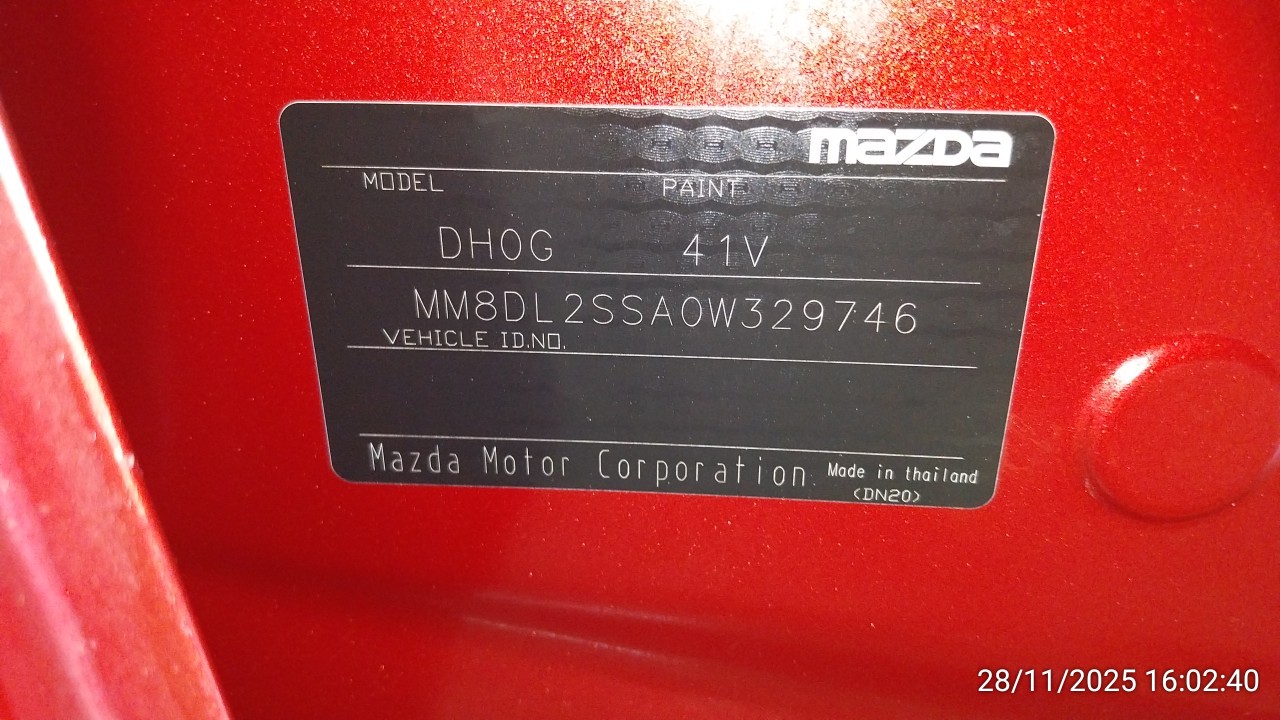 mazda
MODEL PAINT
DH0G 41V
MM8DL2SSA0W329746
VEHICLE ID.NO.
Mazda Motor Corporation Made in thailand
(DN20)
28/11/2025 16:02:40